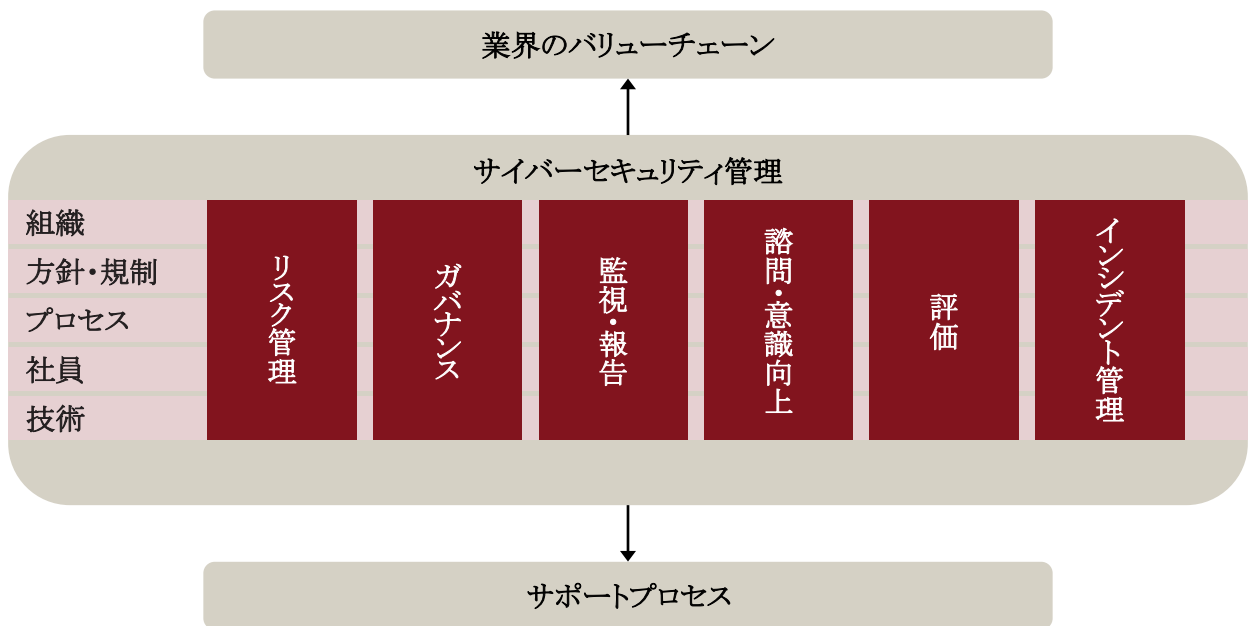 業界のバリューチェーン
サイバーセキュリティ管理
組織
方針・規制
プロセス
社員
技術
リスク管理
ガバナンス
監視・報告
諮問・意識向上
評価
インシデント管理
サポートプロセス